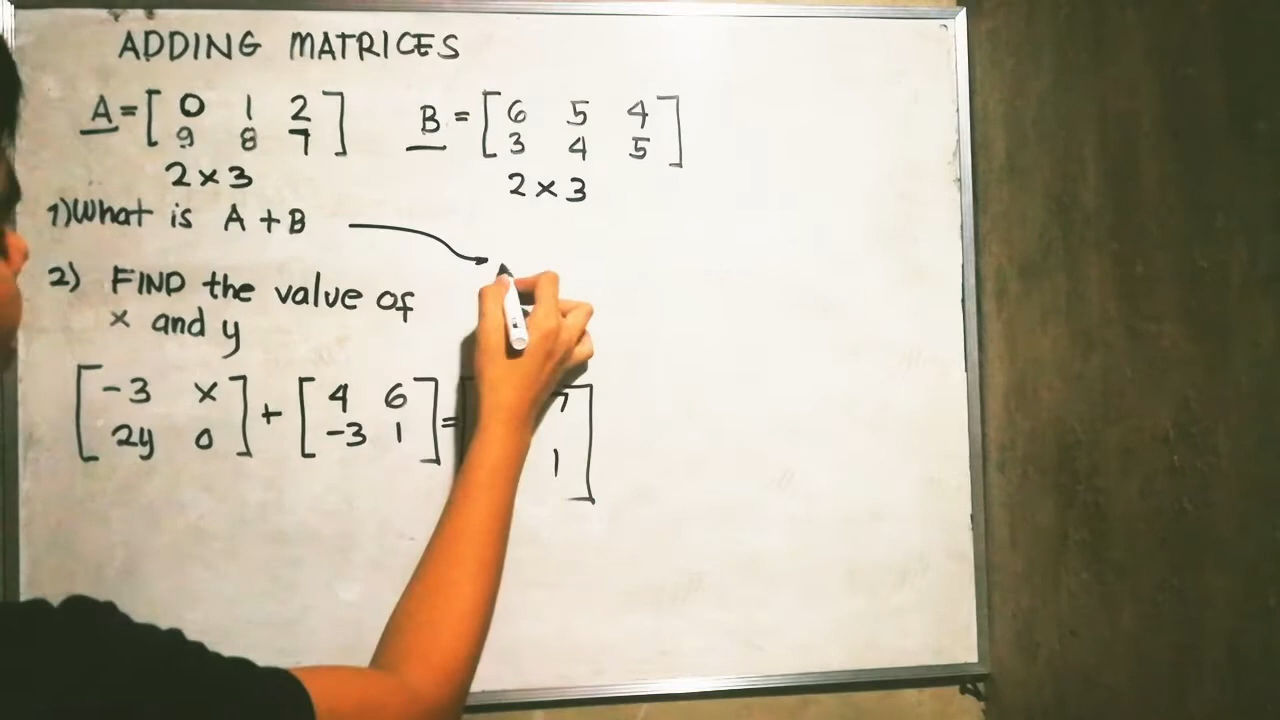 ADDING MATRICES
A = [ 0 1 2 ] B = [ 6 5 4 ]
9 8 7 3 4 5
2 × 3 2 × 3
1) What is A + B
2) FIND the value of
x and y
[ -3 x ] + [ 4 6 ] = 7 ]
2y 0 -3 1 1